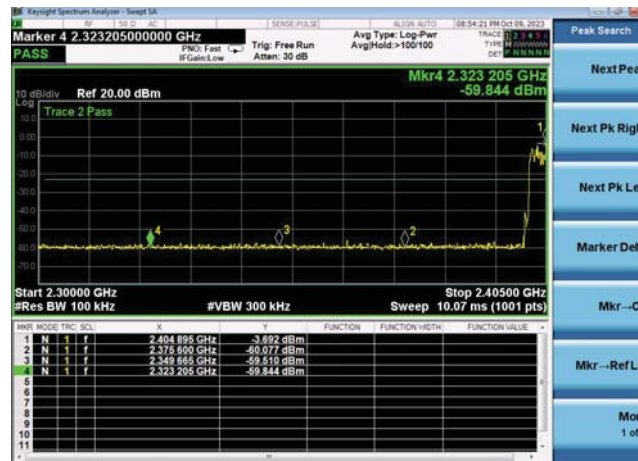 Keysight Spectrum Analyzer - Swept SA
RF 50 Ω AC SENSE:PULSE ALIGN AUTO 08:54:21 PM Oct 09, 2023
Marker 4 2.323205000000 GHz
PNO: Fast Trig: Free Run Avg Type: Log-Pwr TRACE 1 2 3 4 5 6
PASS IFGain:Low Atten: 30 dB Avg|Hold:>100/100 TYPE M WWWWW
DET P N N N N N
Mkr4 2.323 205 GHz
10 dB/div Ref 20.00 dBm -59.844 dBm
Log
Trace 2 Pass
10.0
0.00
-10.0
-20.0
-30.0
-40.0
-50.0
-60.0
-70.0
1
4
3
2
Start 2.30000 GHz Stop 2.40500 GHz
#Res BW 100 kHz #VBW 300 kHz Sweep 10.07 ms (1001 pts)
MKR MODE TRC SCL X Y FUNCTION FUNCTION WIDTH FUNCTION VALUE
1 N 1 f 2.404 895 GHz -3.692 dBm
2 N 1 f 2.375 600 GHz -60.077 dBm
3 N 1 f 2.349 665 GHz -59.510 dBm
4 N 1 f 2.323 205 GHz -59.844 dBm
5
6
7
8
9
10
11
Peak Search
Next Pea
Next Pk Rig
Next Pk Le
Marker Del
Mkr→C
Mkr→Ref L
Mo
1 of